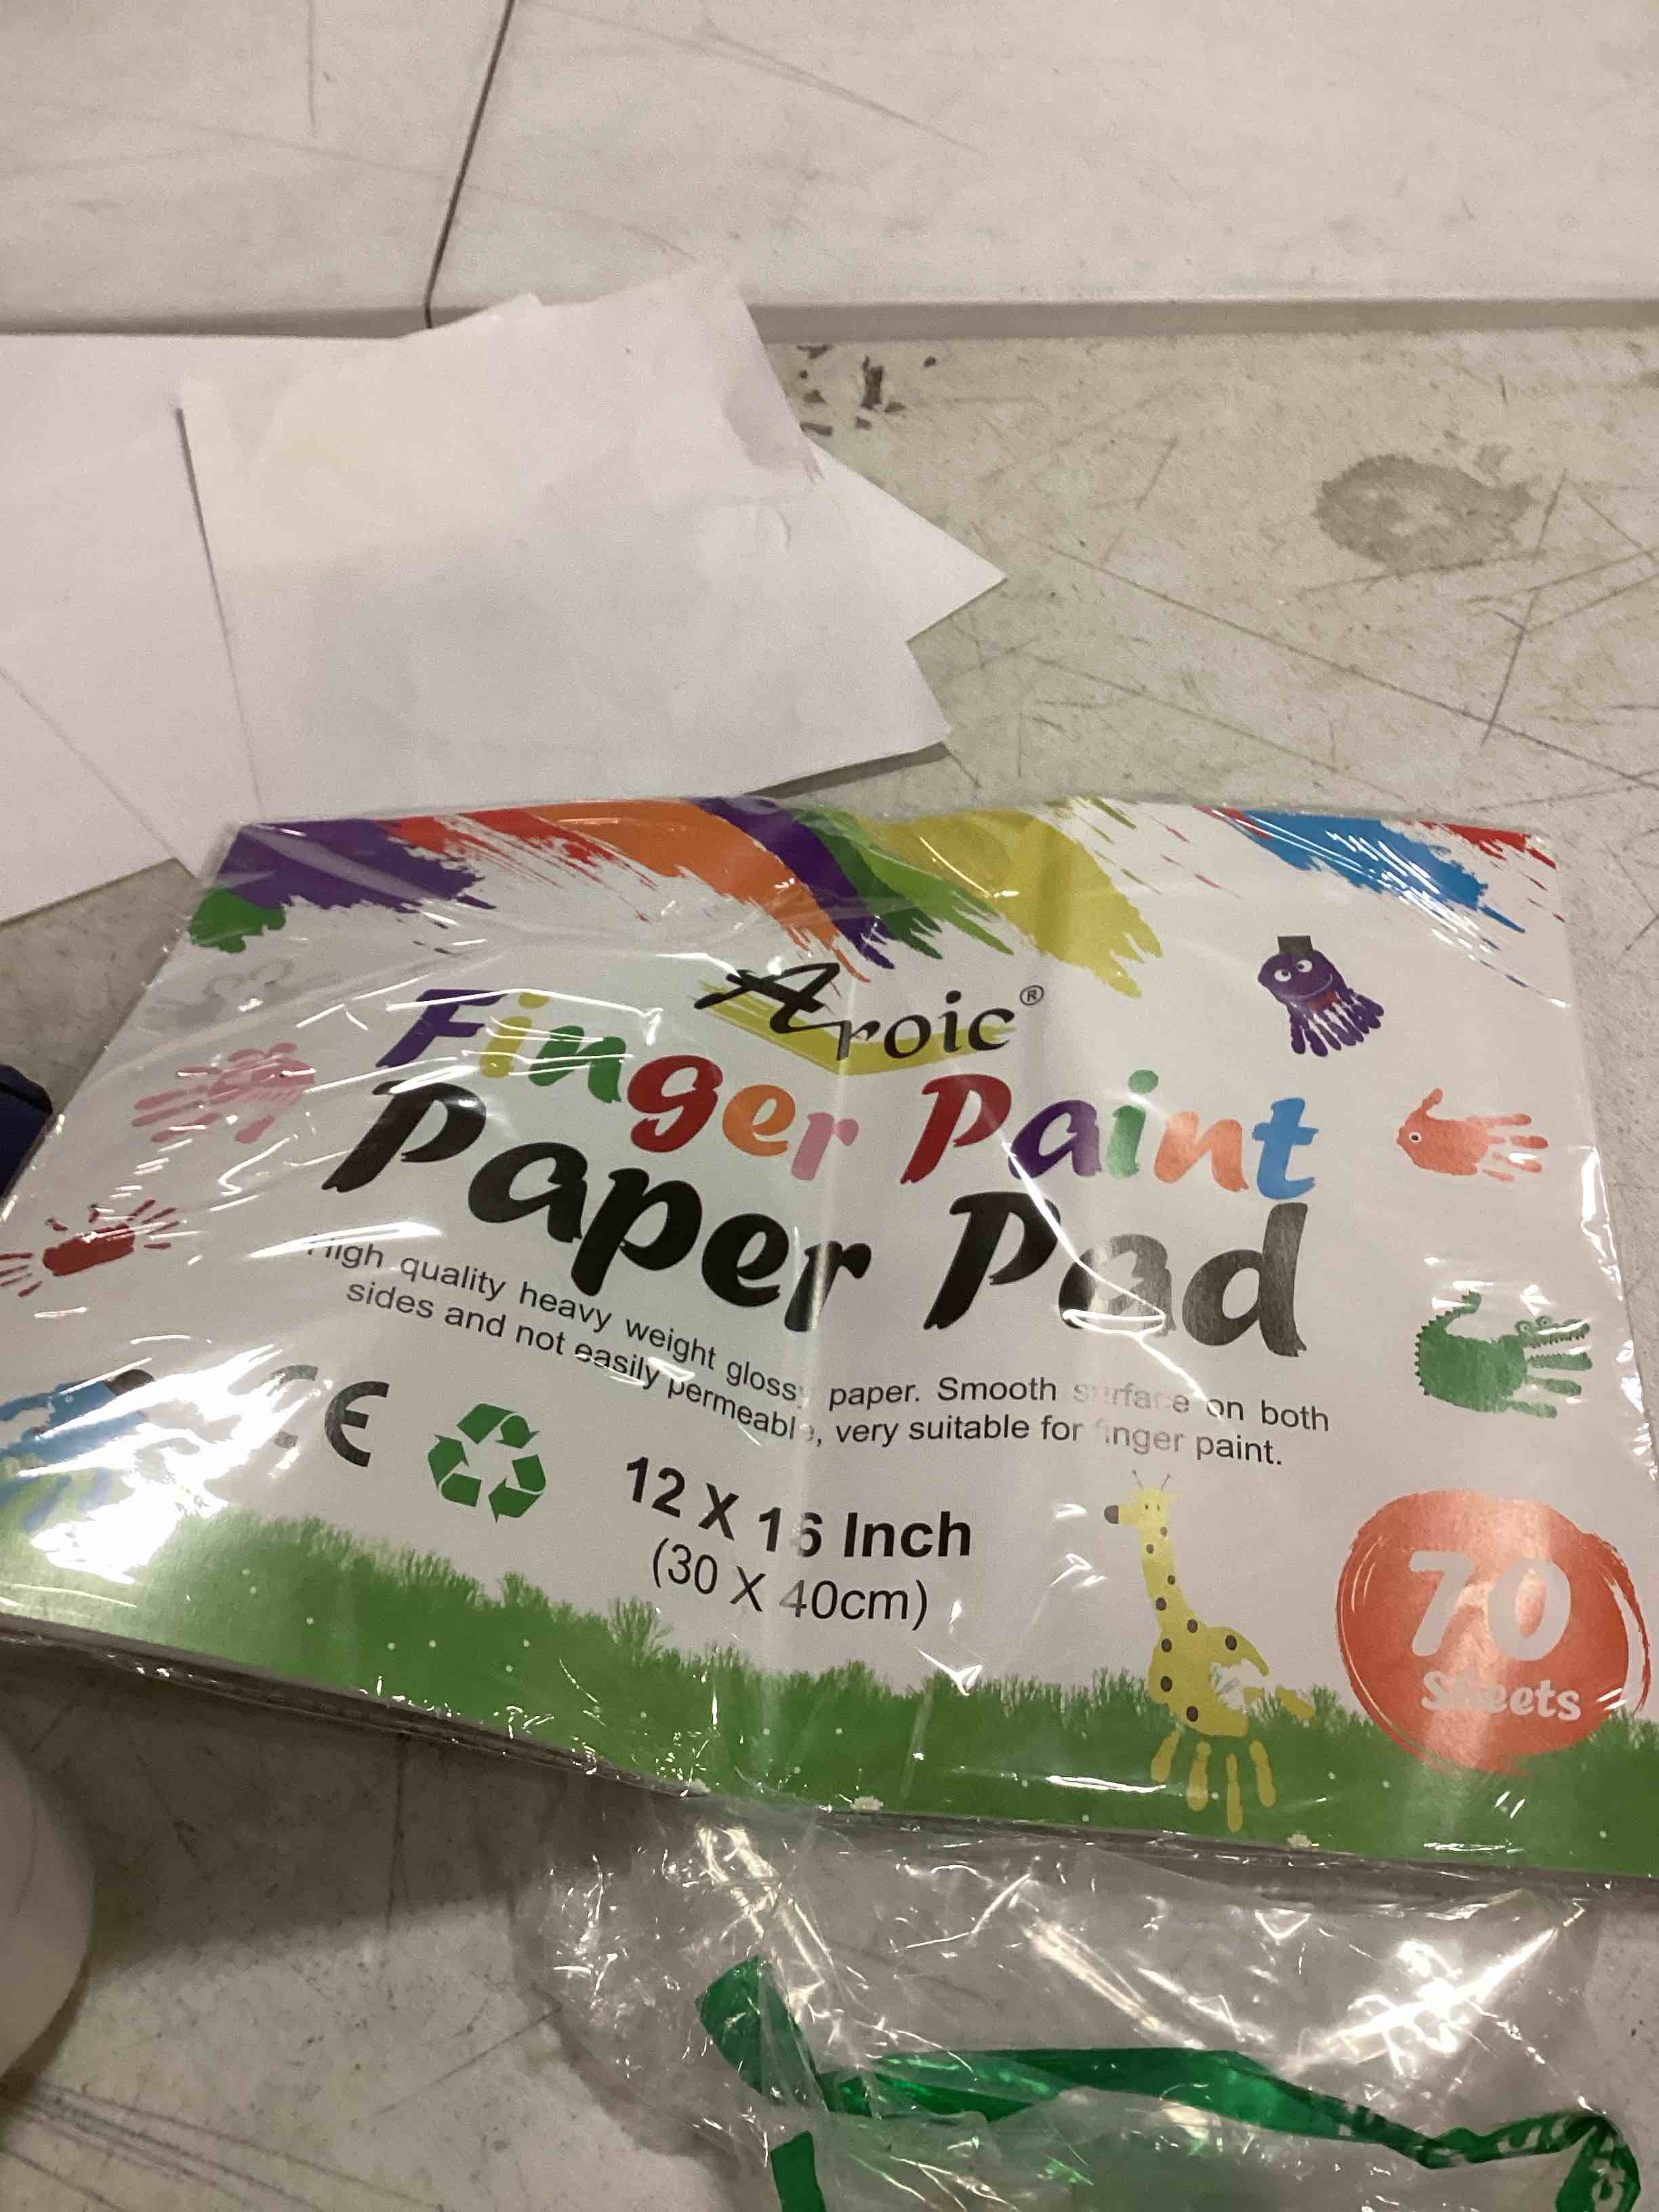 Aroic®
Finger Paint
Paper Pad
High quality heavy weight glossy paper. Smooth surface on both
sides and not easily permeable, very suitable for finger paint.
CE
12 X 16 Inch
(30 X 40cm)
70
Sheets